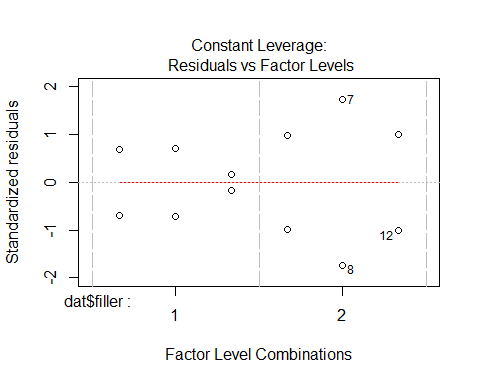 Constant Leverage:
Residuals vs Factor Levels
Standardized residuals
2
1
0
-1
-2
7
12
8
dat$filler :
1
2
Factor Level Combinations